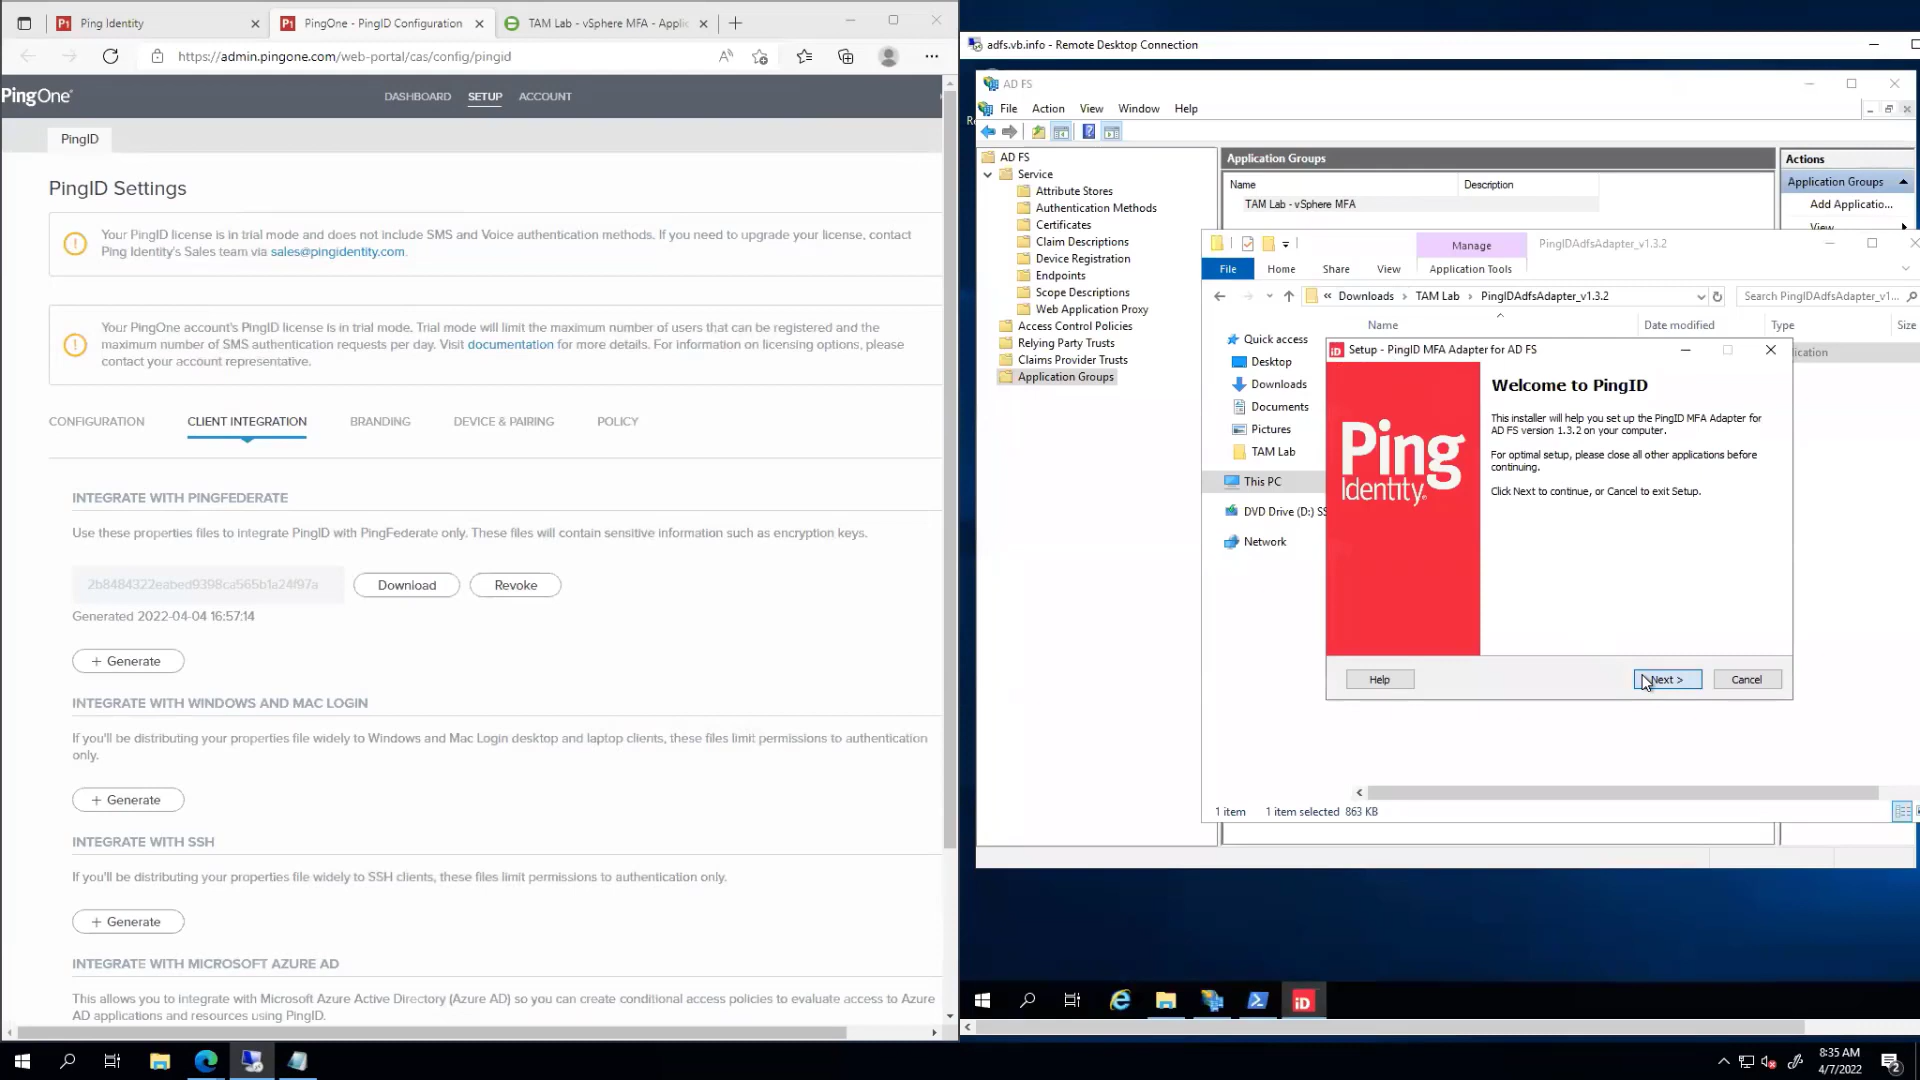 Ping Identity
PingOne - PingID Configuration
TAM Lab - vSphere MFA - Applic
https://admin.pingone.com/web-portal/cas/config/pingid
PingOne
DASHBOARD
SETUP
ACCOUNT
PingID
PingID Settings
Your PingID license is in trial mode and does not include SMS and Voice authentication methods. If you need to upgrade your license, contact
Ping Identity's Sales team via sales@pingidentity.com.
Your PingOne account's PingID license is in trial mode. Trial mode will limit the maximum number of users that can be registered and the
maximum number of SMS authentication requests per day. Visit documentation for more details. For information on licensing options, please
contact your account representative.
CONFIGURATION
CLIENT INTEGRATION
BRANDING
DEVICE & PAIRING
POLICY
INTEGRATE WITH PINGFEDERATE
Use these properties files to integrate PingID with PingFederate only. These files will contain sensitive information such as encryption keys.
2b8484322eabed9398ca565b1a24f97a
Download
Revoke
Generated 2022-04-04 16:57:14
+ Generate
INTEGRATE WITH WINDOWS AND MAC LOGIN
If you'll be distributing your properties file widely to Windows and Mac Login desktop and laptop clients, these files limit permissions to authentication
only.
+ Generate
INTEGRATE WITH SSH
If you'll be distributing your properties file widely to SSH clients, these files limit permissions to authentication only.
+ Generate
INTEGRATE WITH MICROSOFT AZURE AD
This allows you to integrate with Microsoft Azure Active Directory (Azure AD) so you can create conditional access policies to evaluate access to Azure
AD applications and resources using PingID.
adfs.vb.info - Remote Desktop Connection
AD FS
File
Action
View
Window
Help
AD FS
Service
Attribute Stores
Authentication Methods
Certificates
Claim Descriptions
Device Registration
Endpoints
Scope Descriptions
Web Application Proxy
Access Control Policies
Relying Party Trusts
Claims Provider Trusts
Application Groups
Application Groups
Name
Description
TAM Lab - vSphere MFA
Actions
Application Groups
Add Applicatio...
View
Manage
PingIDAdfsAdapter_v1.3.2
File
Home
Share
View
Application Tools
« Downloads > TAM Lab > PingIDAdfsAdapter_v1.3.2
Search PingIDAdfsAdapter_v1...
Name
Date modified
Type
Size
Quick access
Desktop
Downloads
Documents
Pictures
TAM Lab
This PC
DVD Drive (D:) SS
Network
lication
Setup - PingID MFA Adapter for AD FS
Ping
Identity
Welcome to PingID
This installer will help you set up the PingID MFA Adapter for
AD FS version 1.3.2 on your computer.
For optimal setup, please close all other applications before
continuing.
Click Next to continue, or Cancel to exit Setup.
Help
Next >
Cancel
1 item
1 item selected 863 KB
iD
8:35 AM
4/7/2022
2